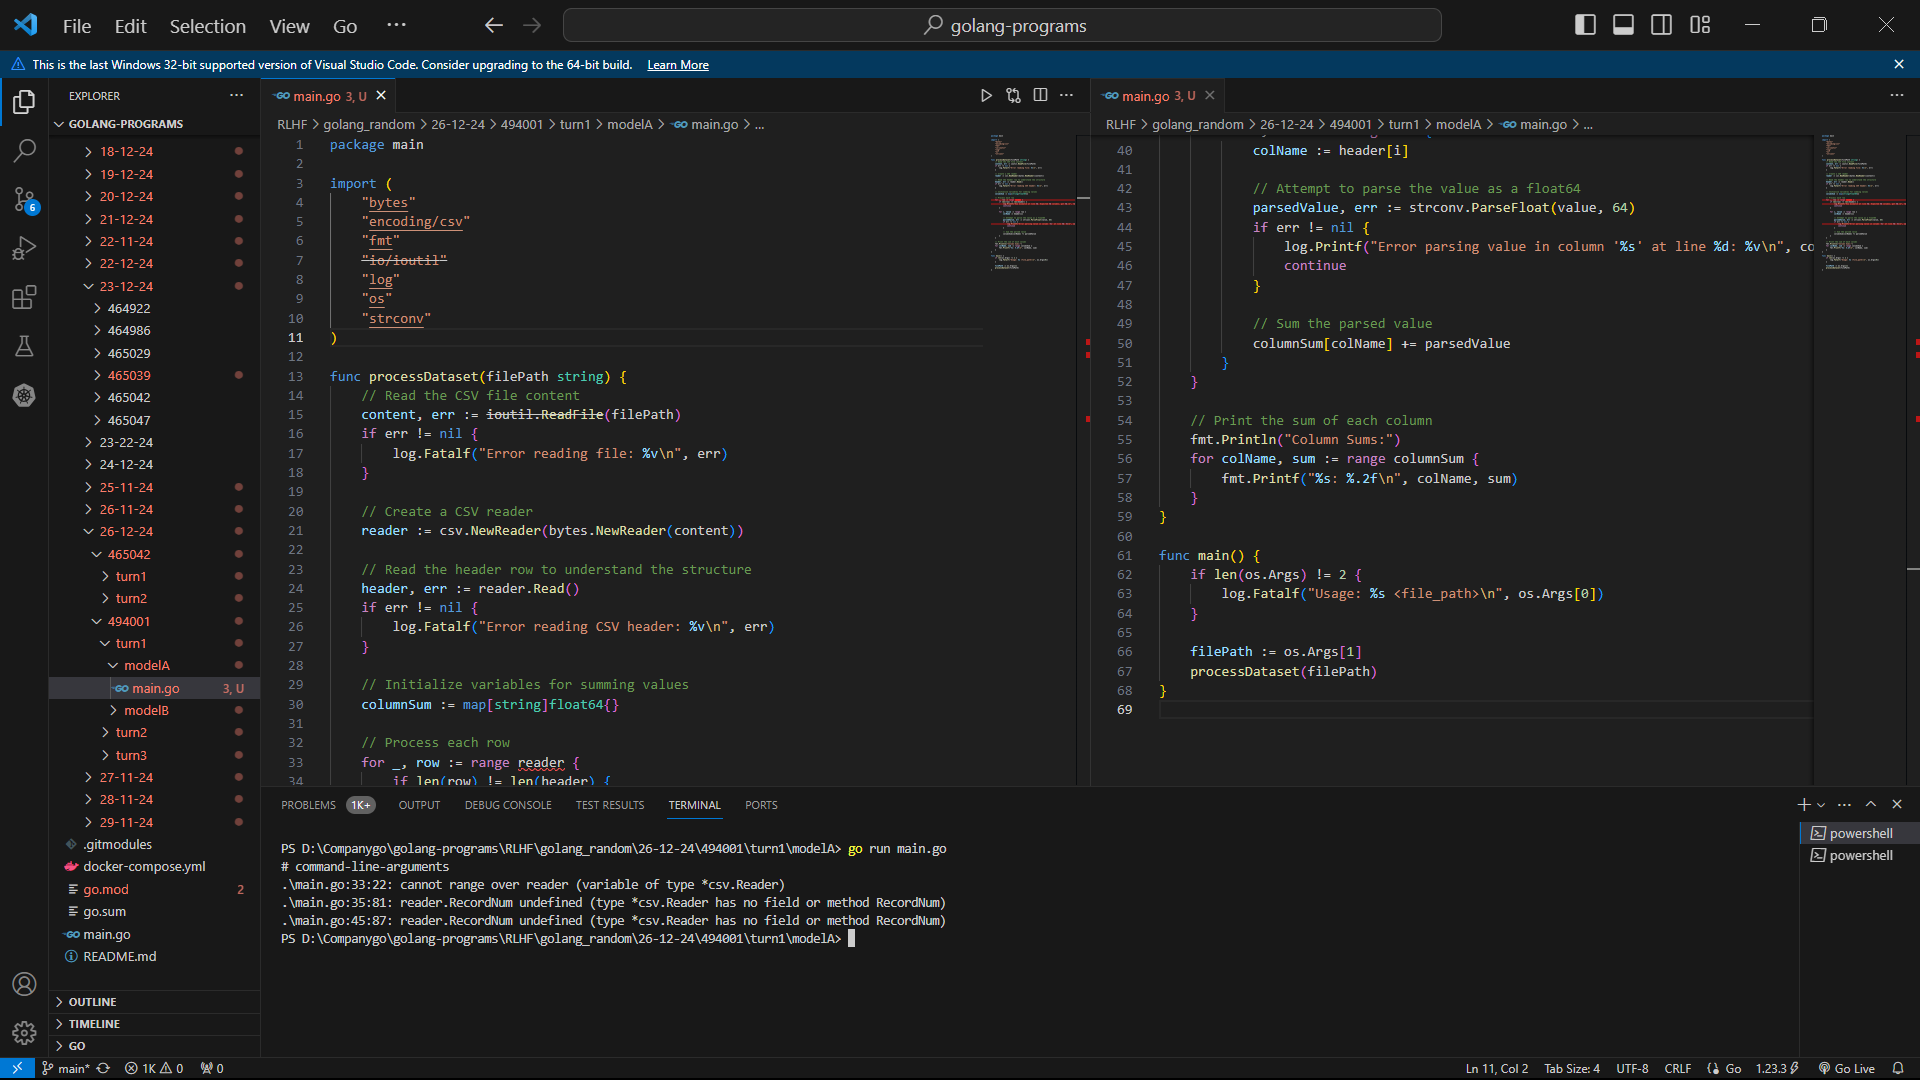 File Edit Selection View Go ··· golang-programs
This is the last Windows 32-bit supported version of Visual Studio Code. Consider upgrading to the 64-bit build. Learn More
EXPLORER ···
GOLANG-PROGRAMS
18-12-24
19-12-24
20-12-24
21-12-24
22-11-24
22-12-24
23-12-24
464922
464986
465029
465039
465042
465047
23-22-24
24-12-24
25-11-24
26-11-24
26-12-24
465042
turn1
turn2
494001
turn1
modelA
GO main.go 3, U
modelB
turn2
turn3
27-11-24
28-11-24
29-11-24
.gitmodules
docker-compose.yml
go.mod 2
go.sum
GO main.go
README.md
OUTLINE
TIMELINE
GO
6
GO main.go 3, U
RLHF > golang_random > 26-12-24 > 494001 > turn1 > modelA > GO main.go > ...
1 package main
2
3 import (
4 "bytes"
5 "encoding/csv"
6 "fmt"
7 "io/ioutil"
8 "log"
9 "os"
10 "strconv"
11 )
12
13 func processDataset(filePath string) {
14 // Read the CSV file content
15 content, err := ioutil.ReadFile(filePath)
16 if err != nil {
17 log.Fatalf("Error reading file: %v\n", err)
18 }
19
20 // Create a CSV reader
21 reader := csv.NewReader(bytes.NewReader(content))
22
23 // Read the header row to understand the structure
24 header, err := reader.Read()
25 if err != nil {
26 log.Fatalf("Error reading CSV header: %v\n", err)
27 }
28
29 // Initialize variables for summing values
30 columnSum := map[string]float64{}
31
32 // Process each row
33 for _, row := range reader {
34 if len(row) != len(header) {
GO main.go 3, U
RLHF > golang_random > 26-12-24 > 494001 > turn1 > modelA > GO main.go > ...
40 colName := header[i]
41
42 // Attempt to parse the value as a float64
43 parsedValue, err := strconv.ParseFloat(value, 64)
44 if err != nil {
45 log.Printf("Error parsing value in column '%s' at line %d: %v\n", co
46 continue
47 }
48
49 // Sum the parsed value
50 columnSum[colName] += parsedValue
51 }
52 }
53
54 // Print the sum of each column
55 fmt.Println("Column Sums:")
56 for colName, sum := range columnSum {
57 fmt.Printf("%s: %.2f\n", colName, sum)
58 }
59 }
60
61 func main() {
62 if len(os.Args) != 2 {
63 log.Fatalf("Usage: %s <file_path>\n", os.Args[0])
64 }
65
66 filePath := os.Args[1]
67 processDataset(filePath)
68 }
69
PROBLEMS 1K+ OUTPUT DEBUG CONSOLE TEST RESULTS TERMINAL PORTS
PS D:\Companygo\golang-programs\RLHF\golang_random\26-12-24\494001\turn1\modelA> go run main.go
# command-line-arguments
.\main.go:33:22: cannot range over reader (variable of type *csv.Reader)
.\main.go:35:81: reader.RecordNum undefined (type *csv.Reader has no field or method RecordNum)
.\main.go:45:87: reader.RecordNum undefined (type *csv.Reader has no field or method RecordNum)
PS D:\Companygo\golang-programs\RLHF\golang_random\26-12-24\494001\turn1\modelA>
powershell
powershell
main* 1K 0 0 Ln 11, Col 2 Tab Size: 4 UTF-8 CRLF Go 1.23.3 Go Live